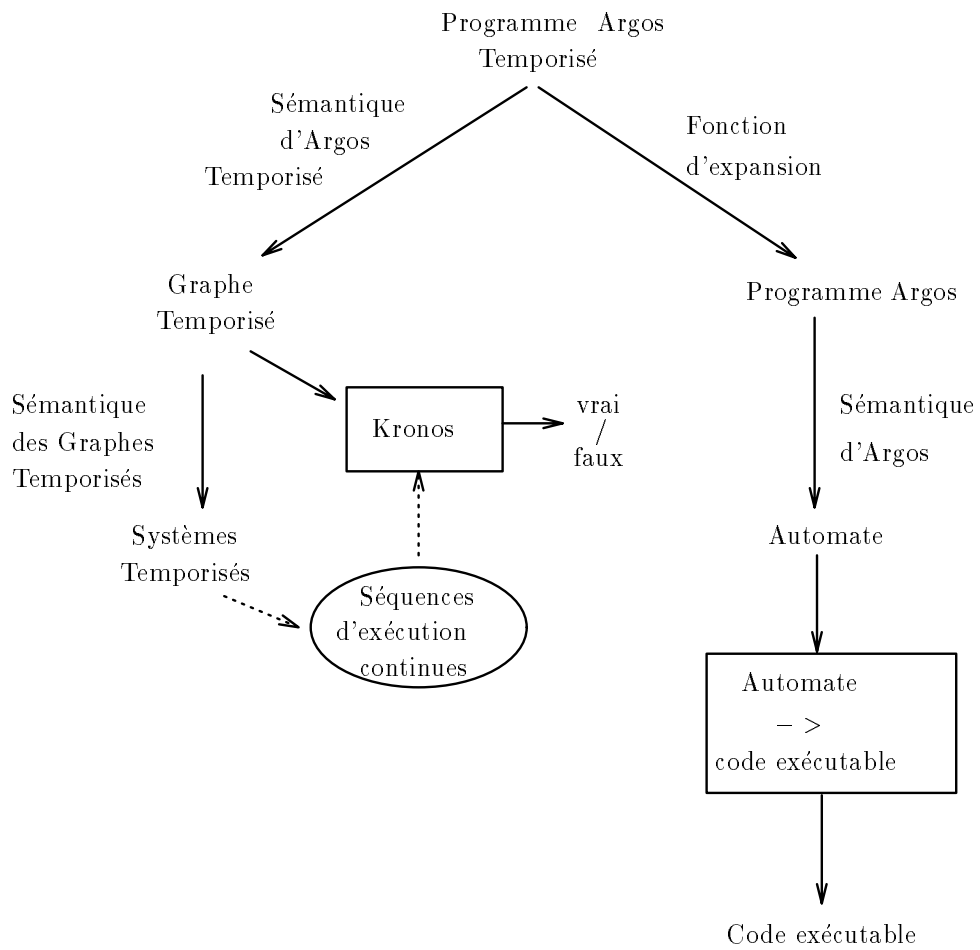 Programme Argos
Temporisé
Sémantique
d'Argos
Temporisé
Fonction
d'expansion
Graphe
Temporisé
Programme Argos
Sémantique
des Graphes
Temporisés
Kronos
vrai
/
faux
Sémantique
d'Argos
Systèmes
Temporisés
Automate
Séquences
d'exécution
continues
Automate
− >
code exécutable
Code exécutable